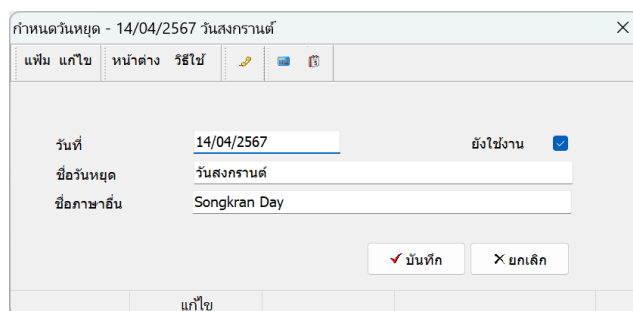 กำหนดวันหยุด - 14/04/2567 วันสงกรานต์
แฟ้ม แก้ไข หน้าต่าง วิธีใช้
วันที่ 14/04/2567 ยังใช้งาน
ชื่อวันหยุด วันสงกรานต์
ชื่อภาษาอื่น Songkran Day
บันทึก ยกเลิก
แก้ไข